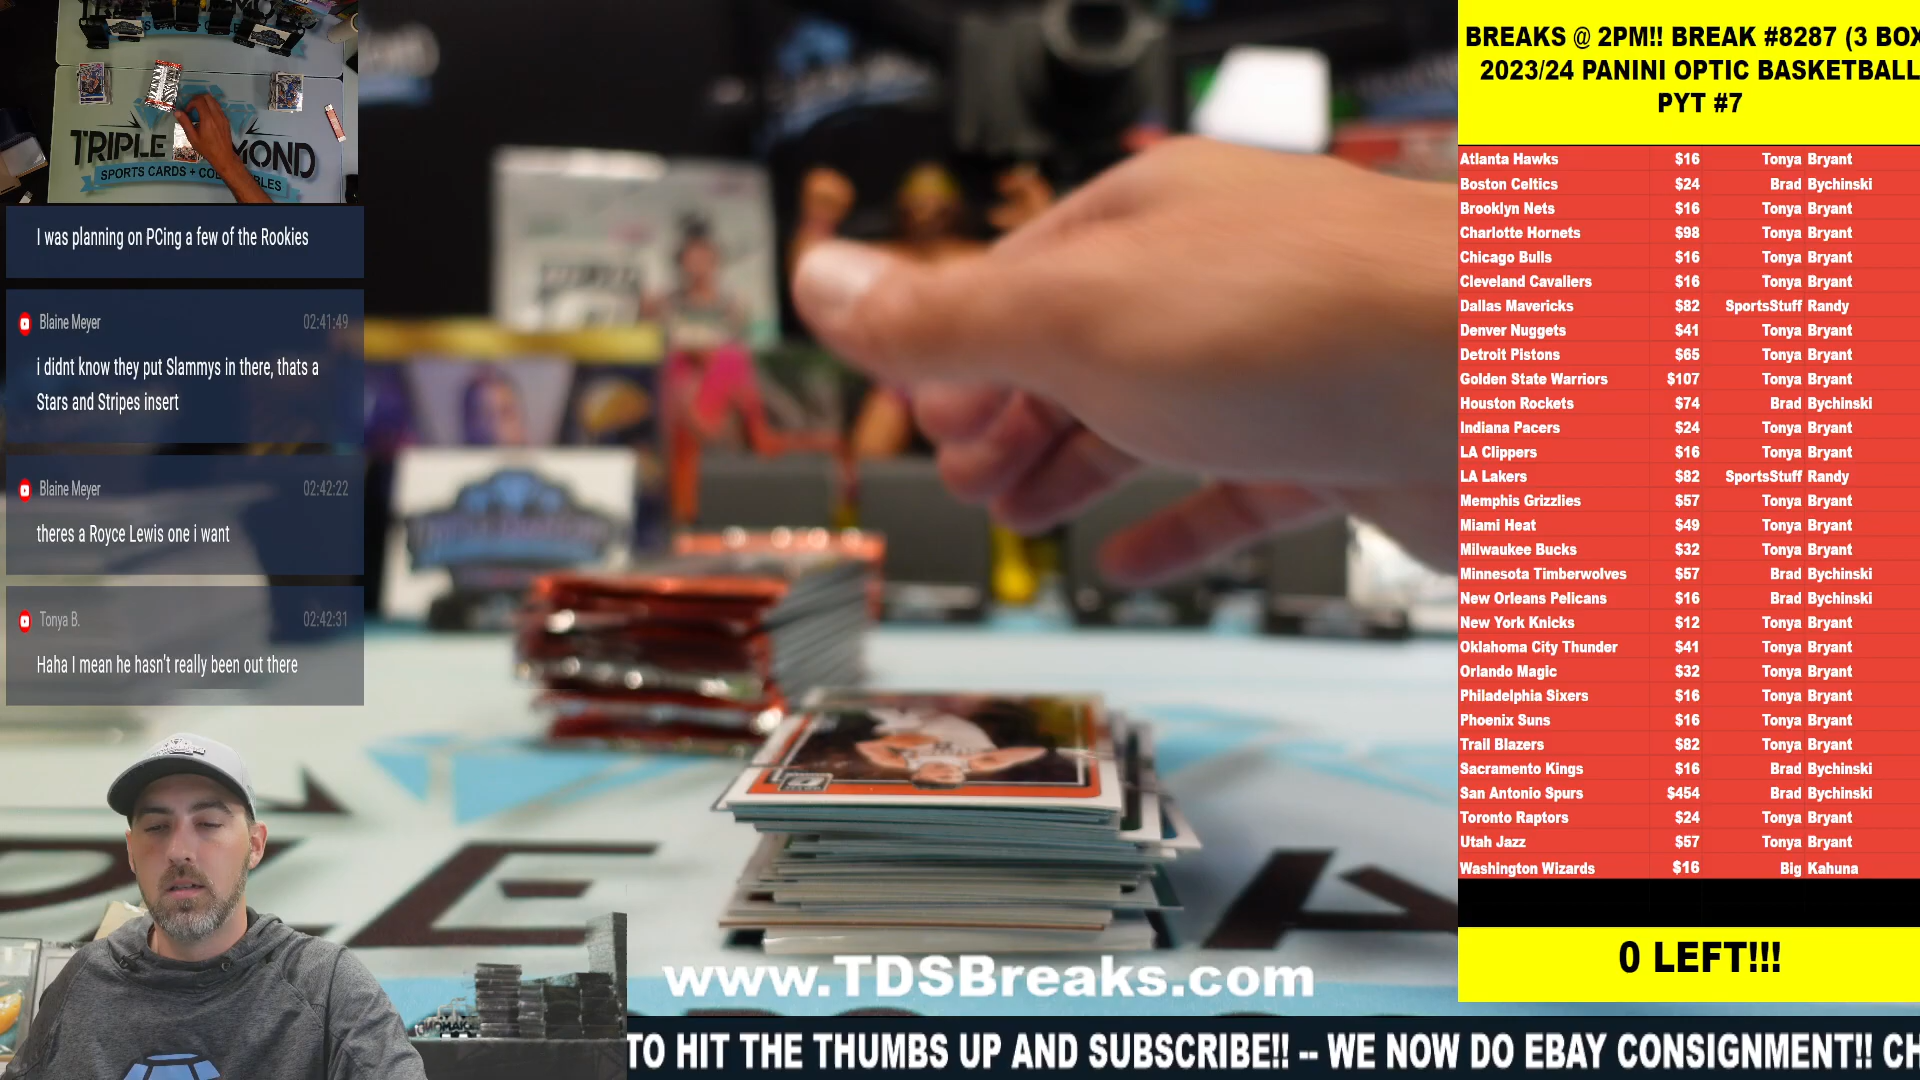 TRIPLE DIAMOND
SPORTS CARDS + COLLECTIBLES
I was planning on PCing a few of the Rookies
Blaine Meyer 02:41:49
i didnt know they put Slammys in there, thats a
Stars and Stripes insert
Blaine Meyer 02:42:22
theres a Royce Lewis one i want
Tonya B. 02:42:31
Haha I mean he hasn't really been out there
BREAKS @ 2PM!! BREAK #8287 (3 BOX
2023/24 PANINI OPTIC BASKETBALL
PYT #7
Atlanta Hawks $16 Tonya Bryant
Boston Celtics $24 Brad Bychinski
Brooklyn Nets $16 Tonya Bryant
Charlotte Hornets $98 Tonya Bryant
Chicago Bulls $16 Tonya Bryant
Cleveland Cavaliers $16 Tonya Bryant
Dallas Mavericks $82 SportsStuff Randy
Denver Nuggets $41 Tonya Bryant
Detroit Pistons $65 Tonya Bryant
Golden State Warriors $107 Tonya Bryant
Houston Rockets $74 Brad Bychinski
Indiana Pacers $24 Tonya Bryant
LA Clippers $16 Tonya Bryant
LA Lakers $82 SportsStuff Randy
Memphis Grizzlies $57 Tonya Bryant
Miami Heat $49 Tonya Bryant
Milwaukee Bucks $32 Tonya Bryant
Minnesota Timberwolves $57 Brad Bychinski
New Orleans Pelicans $16 Brad Bychinski
New York Knicks $12 Tonya Bryant
Oklahoma City Thunder $41 Tonya Bryant
Orlando Magic $32 Tonya Bryant
Philadelphia Sixers $16 Tonya Bryant
Phoenix Suns $16 Tonya Bryant
Trail Blazers $82 Tonya Bryant
Sacramento Kings $16 Brad Bychinski
San Antonio Spurs $454 Brad Bychinski
Toronto Raptors $24 Tonya Bryant
Utah Jazz $57 Tonya Bryant
Washington Wizards $16 Big Kahuna
0 LEFT!!!
www.TDSBreaks.com
TO HIT THE THUMBS UP AND SUBSCRIBE!! -- WE NOW DO EBAY CONSIGNMENT!! CH